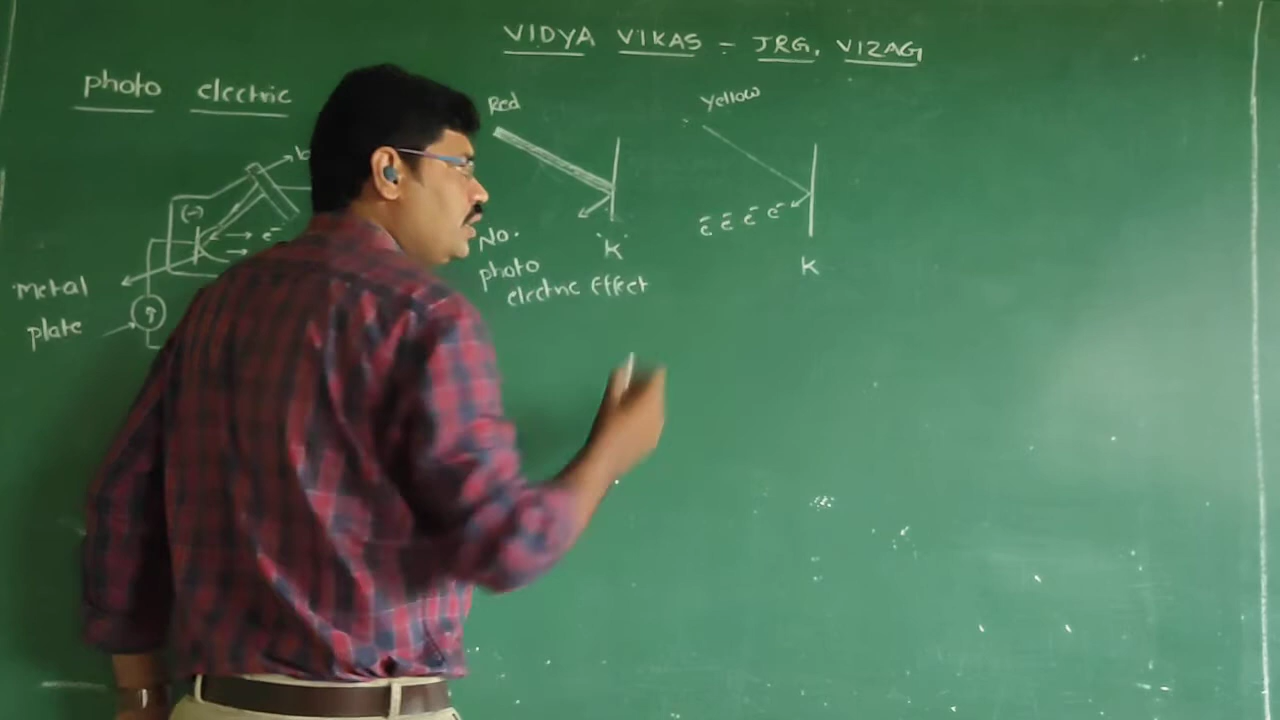 VIDYA VIKAS - JRG, VIZAG
photo electric
(-)
e-
Metal
plate
Red
K
No.
photo
electric effect
Yellow
e- e- e- e-
K